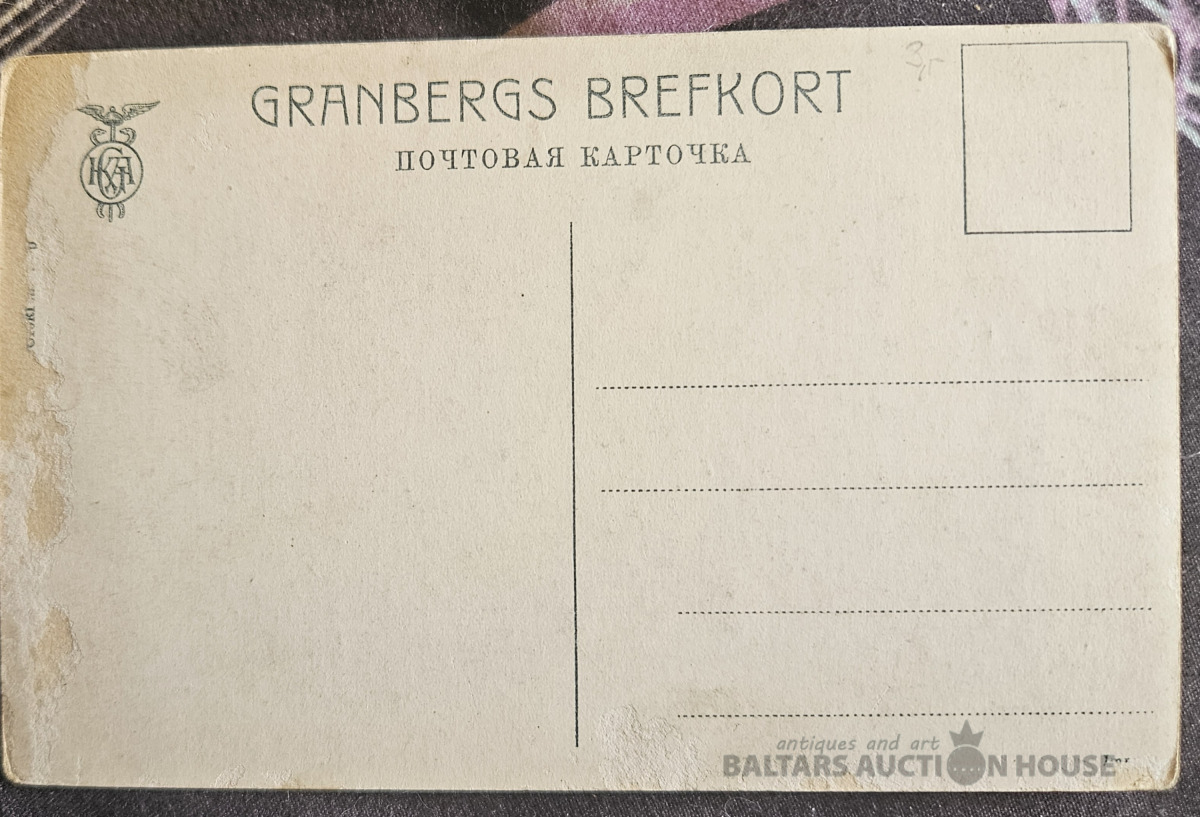 GRANBERGS BREFKORT
ПОЧТОВАЯ КАРТОЧКА
antiques and art
BALTARS AUCTION HOUSE